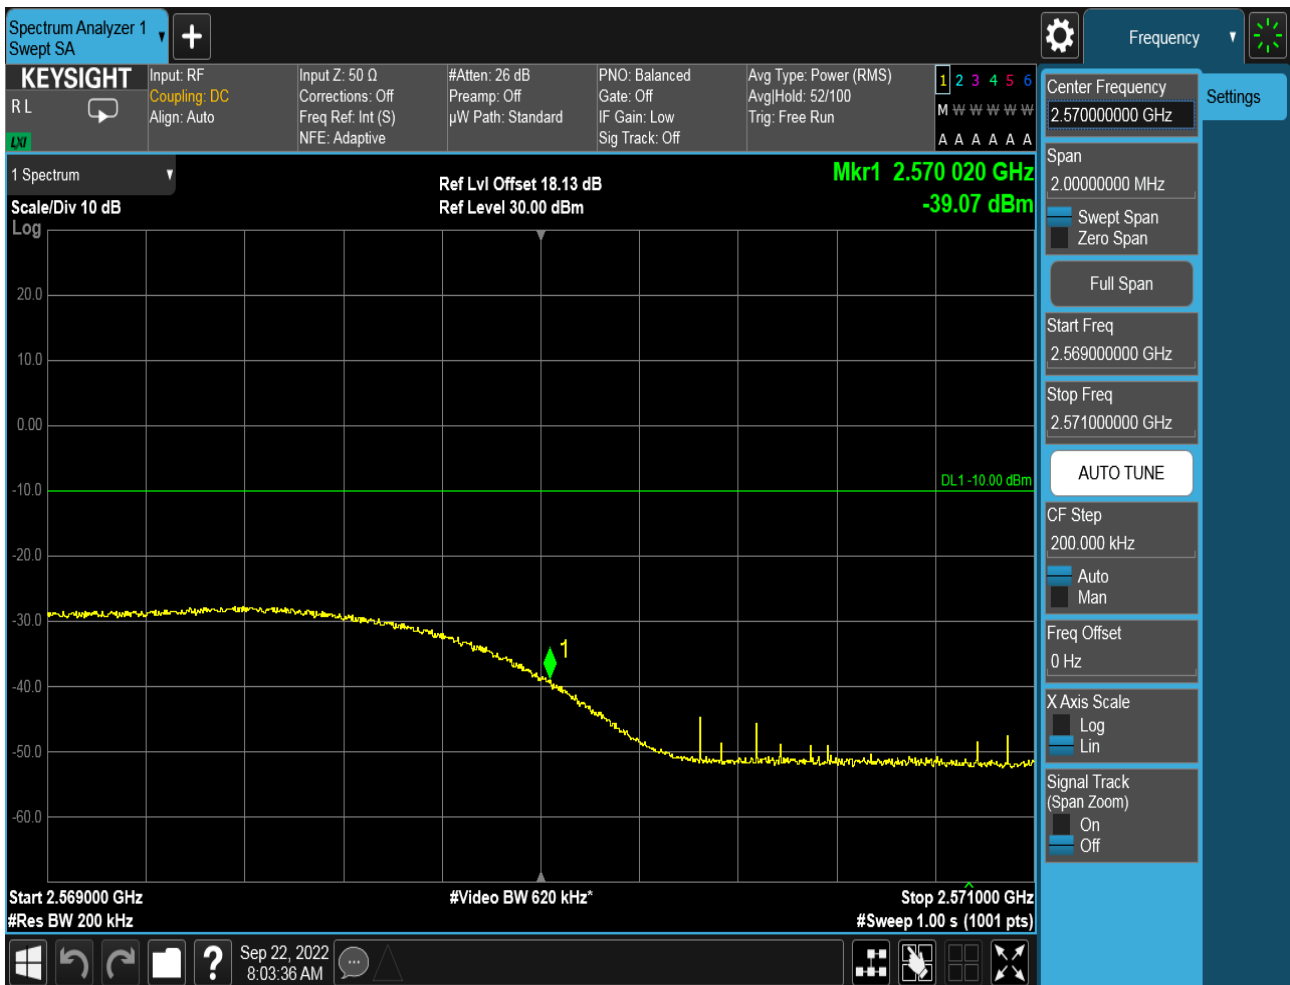 Spectrum Analyzer 1
Swept SA
Frequency
KEYSIGHT
R L
LXI
Input: RF
Coupling: DC
Align: Auto
Input Z: 50 Ω
Corrections: Off
Freq Ref: Int (S)
NFE: Adaptive
#Atten: 26 dB
Preamp: Off
µW Path: Standard
PNO: Balanced
Gate: Off
IF Gain: Low
Sig Track: Off
Avg Type: Power (RMS)
Avg|Hold: 52/100
Trig: Free Run
1 2 3 4 5 6
M W W W W W
A A A A A A
1 Spectrum
Scale/Div 10 dB
Log
Ref Lvl Offset 18.13 dB
Ref Level 30.00 dBm
Mkr1 2.570 020 GHz
-39.07 dBm
20.0
10.0
0.00
-10.0
-20.0
-30.0
-40.0
-50.0
-60.0
DL1 -10.00 dBm
1
Start 2.569000 GHz
#Res BW 200 kHz
#Video BW 620 kHz*
Stop 2.571000 GHz
#Sweep 1.00 s (1001 pts)
Center Frequency
2.570000000 GHz
Settings
Span
2.00000000 MHz
Swept Span
Zero Span
Full Span
Start Freq
2.569000000 GHz
Stop Freq
2.571000000 GHz
AUTO TUNE
CF Step
200.000 kHz
Auto
Man
Freq Offset
0 Hz
X Axis Scale
Log
Lin
Signal Track
(Span Zoom)
On
Off
?
Sep 22, 2022
8:03:36 AM